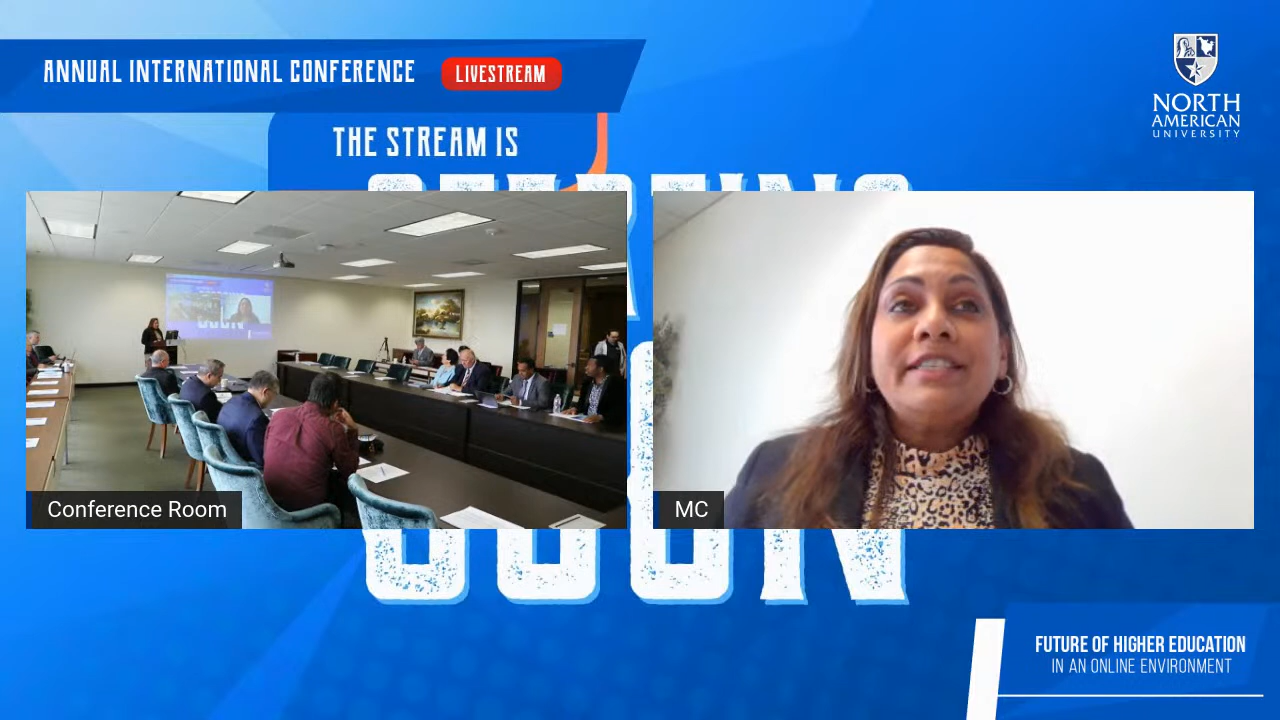 ANNUAL INTERNATIONAL CONFERENCE
LIVESTREAM
NORTH
AMERICAN
UNIVERSITY
THE STREAM IS
Conference Room
MC
FUTURE OF HIGHER EDUCATION
IN AN ONLINE ENVIRONMENT